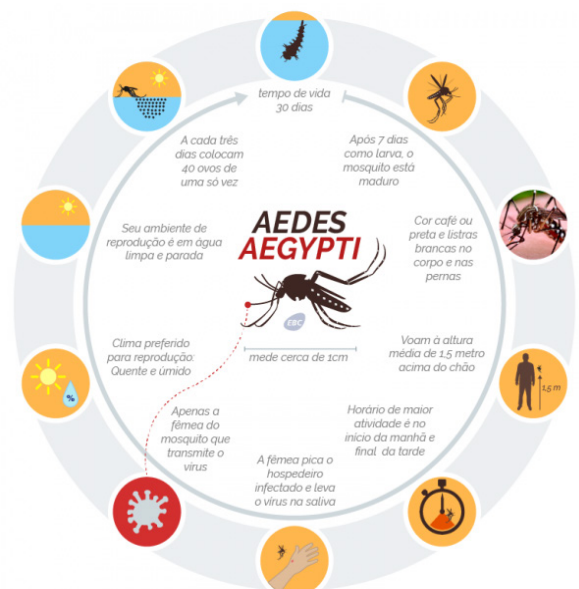 tempo de vida
30 dias
Após 7 dias
como larva, o
mosquito está
maduro
Cor café ou
preta e listras
brancas no
corpo e nas
pernas
Voam à altura
média de 1,5 metro
acima do chão
1,5 m
Horário de maior
atividade é no
início da manhã e
final da tarde
A fêmea pica o
hospedeiro
infectado e leva
o vírus na saliva
Apenas a
fêmea do
mosquito que
transmite o
vírus
Clima preferido
para reprodução:
Quente e úmido
%
Seu ambiente de
reprodução é em água
limpa e parada
A cada três
dias colocam
40 ovos de
uma só vez
AEDES
AEGYPTI
EBC
mede cerca de 1cm